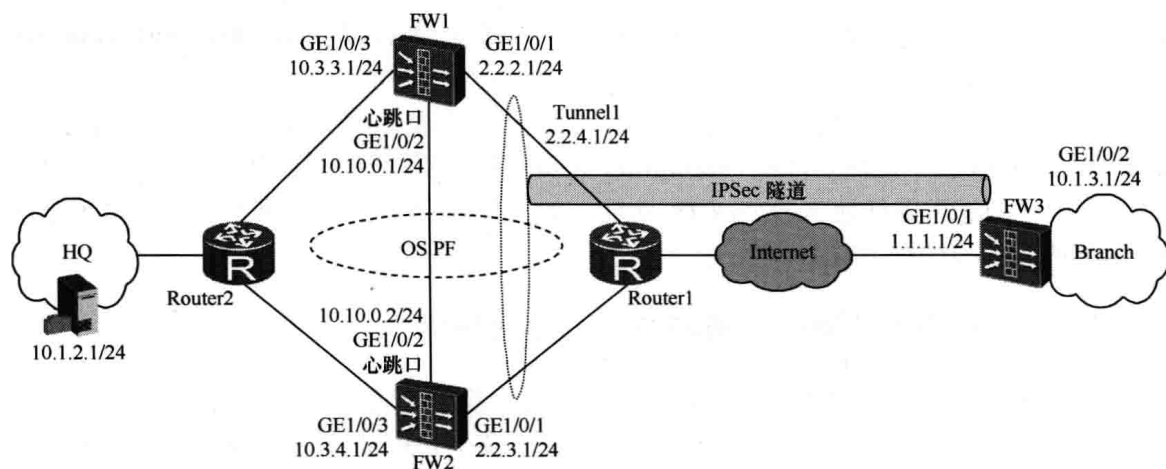 FW1
GE1/0/3
10.3.3.1/24
GE1/0/1
2.2.2.1/24
心跳口
GE1/0/2
10.10.0.1/24
Tunnel1
2.2.4.1/24
GE1/0/2
10.1.3.1/24
IPSec 隧道
GE1/0/1
1.1.1.1/24
HQ
R
Router2
OSPF
R
Router1
Internet
FW3
Branch
10.1.2.1/24
10.10.0.2/24
GE1/0/2
心跳口
GE1/0/3
10.3.4.1/24
GE1/0/1
2.2.3.1/24
FW2